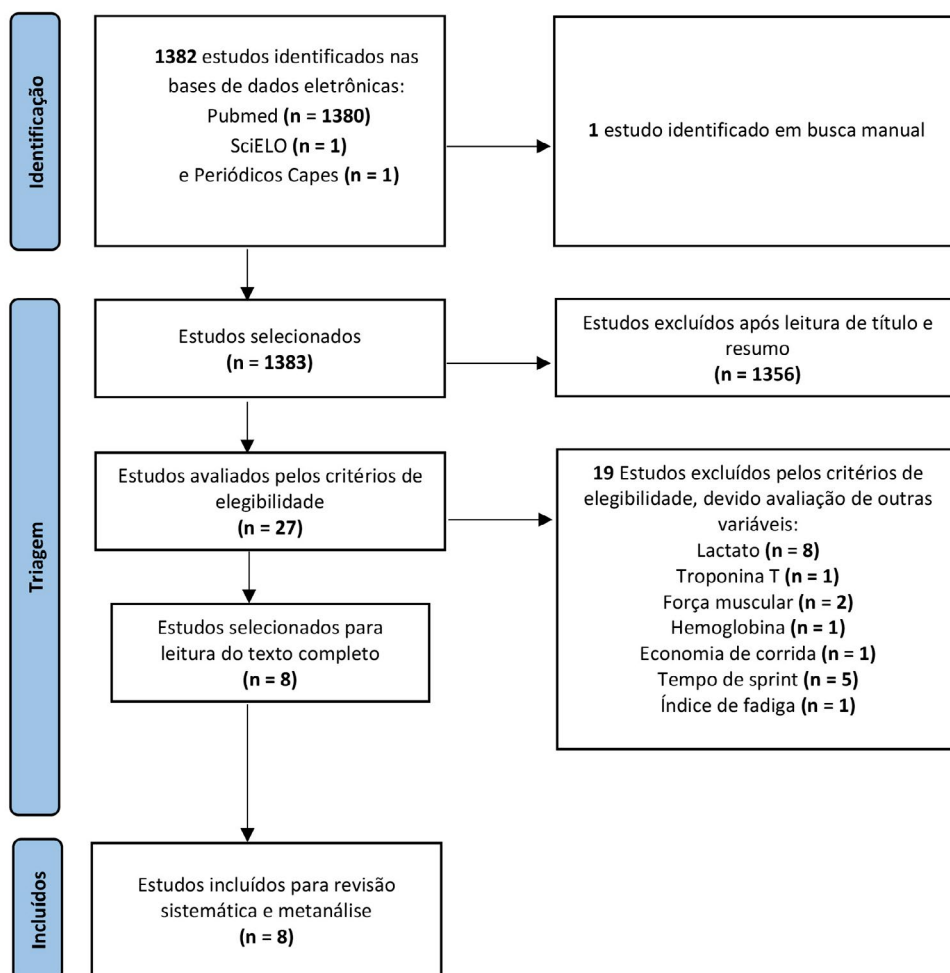 Identificação
1382 estudos identificados nas
bases de dados eletrônicas:
Pubmed (n = 1380)
SciELO (n = 1)
e Periódicos Capes (n = 1)
1 estudo identificado em busca manual
Triagem
Estudos selecionados
(n = 1383)
Estudos excluídos após leitura de título e
resumo
(n = 1356)
Estudos avaliados pelos critérios de
elegibilidade
(n = 27)
19 Estudos excluídos pelos critérios de
elegibilidade, devido avaliação de outras
variáveis:
Lactato (n = 8)
Troponina T (n = 1)
Força muscular (n = 2)
Hemoglobina (n = 1)
Economia de corrida (n = 1)
Tempo de sprint (n = 5)
Índice de fadiga (n = 1)
Estudos selecionados para
leitura do texto completo
(n = 8)
Incluídos
Estudos incluídos para revisão
sistemática e metanálise
(n = 8)